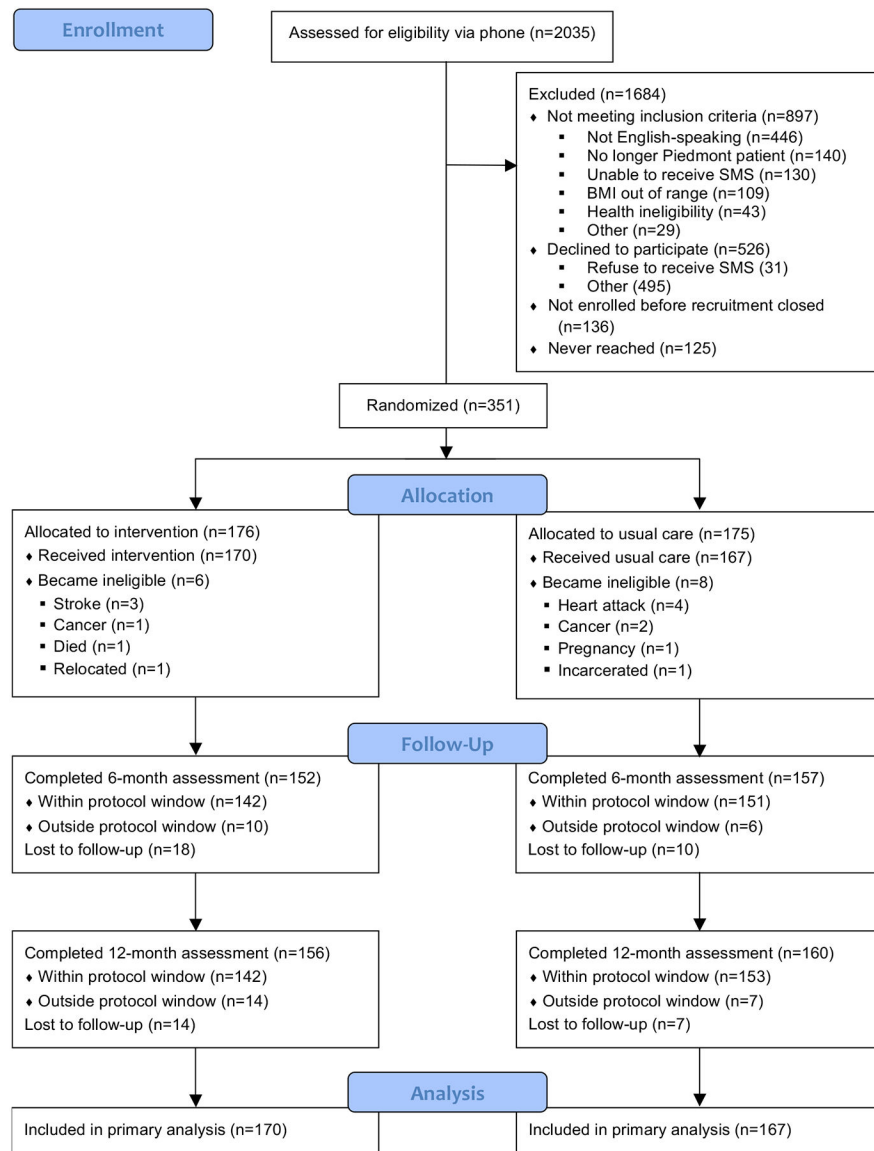 Enrollment
Assessed for eligibility via phone (n=2035)
Excluded (n=1684)
♦ Not meeting inclusion criteria (n=897)
▪ Not English-speaking (n=446)
▪ No longer Piedmont patient (n=140)
▪ Unable to receive SMS (n=130)
▪ BMI out of range (n=109)
▪ Health ineligibility (n=43)
▪ Other (n=29)
♦ Declined to participate (n=526)
▪ Refuse to receive SMS (31)
▪ Other (495)
♦ Not enrolled before recruitment closed
(n=136)
♦ Never reached (n=125)
Randomized (n=351)
Allocation
Allocated to intervention (n=176)
♦ Received intervention (n=170)
♦ Became ineligible (n=6)
▪ Stroke (n=3)
▪ Cancer (n=1)
▪ Died (n=1)
▪ Relocated (n=1)
Allocated to usual care (n=175)
♦ Received usual care (n=167)
♦ Became ineligible (n=8)
▪ Heart attack (n=4)
▪ Cancer (n=2)
▪ Pregnancy (n=1)
▪ Incarcerated (n=1)
Follow-Up
Completed 6-month assessment (n=152)
♦ Within protocol window (n=142)
♦ Outside protocol window (n=10)
Lost to follow-up (n=18)
Completed 6-month assessment (n=157)
♦ Within protocol window (n=151)
♦ Outside protocol window (n=6)
Lost to follow-up (n=10)
Completed 12-month assessment (n=156)
♦ Within protocol window (n=142)
♦ Outside protocol window (n=14)
Lost to follow-up (n=14)
Completed 12-month assessment (n=160)
♦ Within protocol window (n=153)
♦ Outside protocol window (n=7)
Lost to follow-up (n=7)
Analysis
Included in primary analysis (n=170)
Included in primary analysis (n=167)